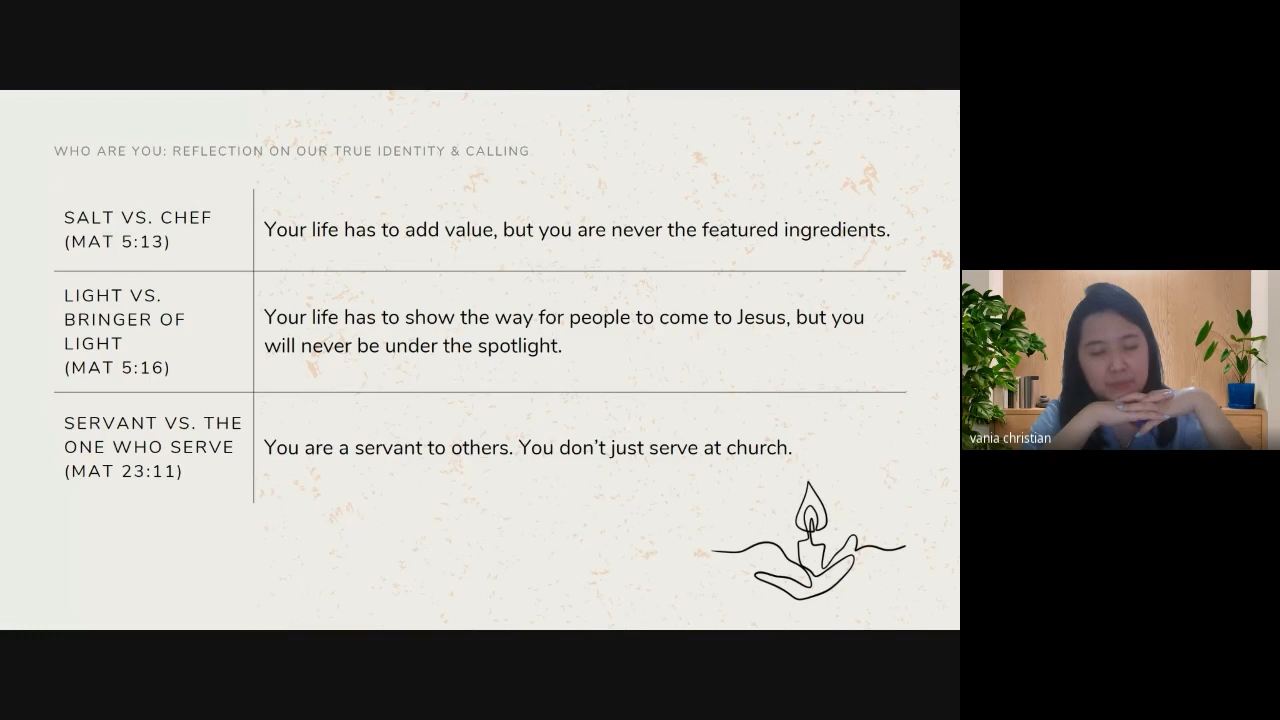 WHO ARE YOU: REFLECTION ON OUR TRUE IDENTITY & CALLING
SALT VS. CHEF
(MAT 5:13)
Your life has to add value, but you are never the featured ingredients.
LIGHT VS.
BRINGER OF
LIGHT
(MAT 5:16)
Your life has to show the way for people to come to Jesus, but you
will never be under the spotlight.
SERVANT VS. THE
ONE WHO SERVE
(MAT 23:11)
You are a servant to others. You don’t just serve at church.
vania christian